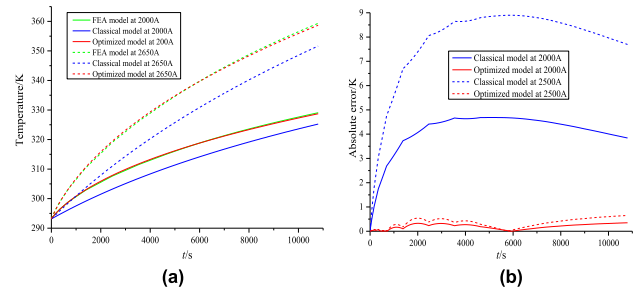 360
350
340
330
320
310
300
290
Temperature/K
FEA model at 2000A
Classical model at 2000A
Optimized model at 200A
FEA model at 2650A
Classical model at 2650A
Optimized model at 2650A
0 2000 4000 6000 8000 10000
t/s
(a)
9
8
7
6
5
4
3
2
1
0
Absolute error/K
Classical model at 2000A
Optimized model at 2000A
Classical model at 2500A
Optimized model at 2500A
0 2000 4000 6000 8000 10000
t/s
(b)